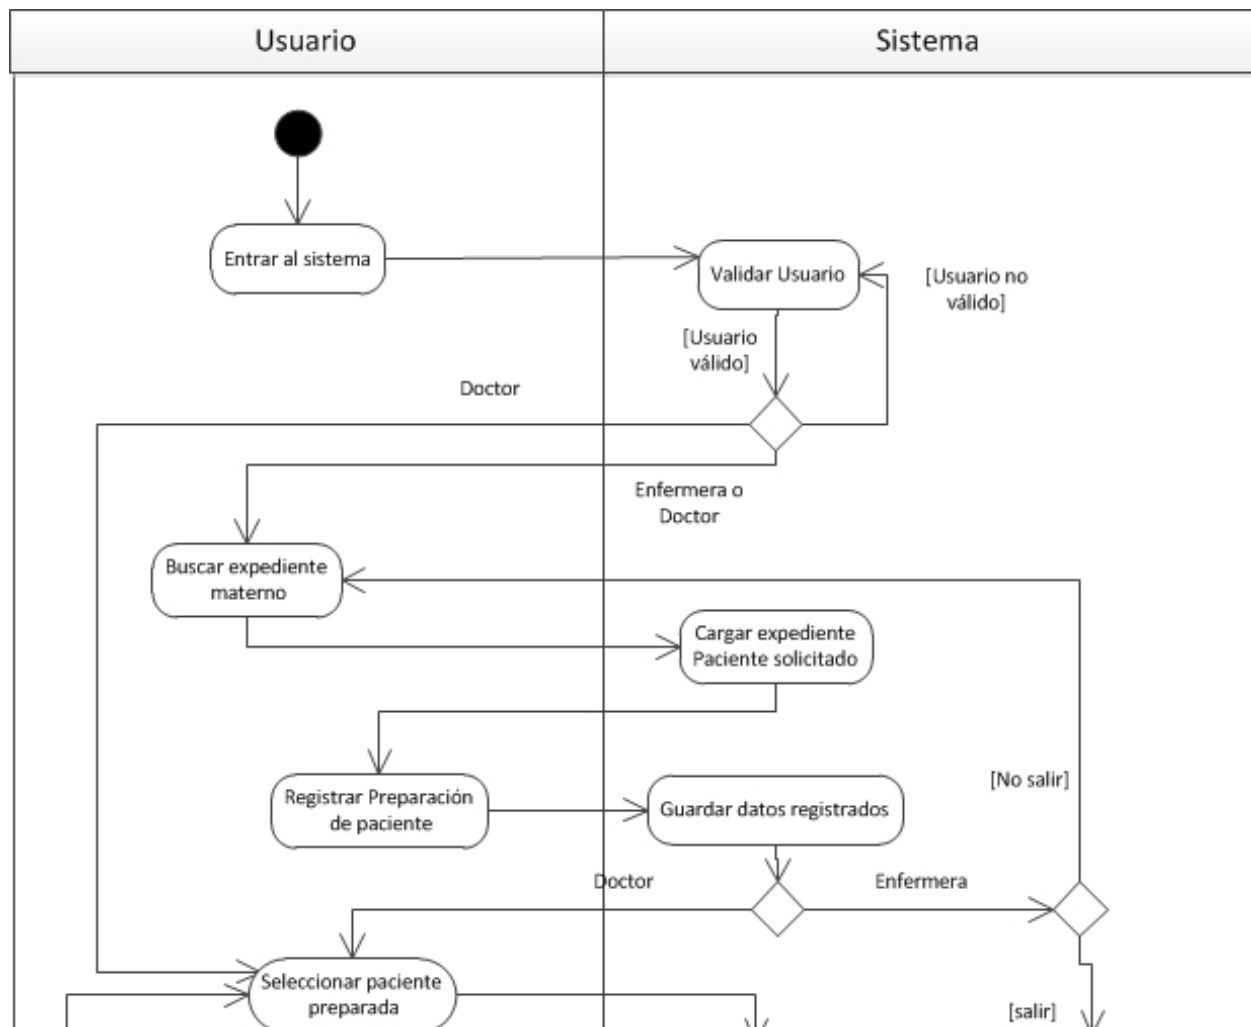 Usuario
Sistema
Entrar al sistema
Validar Usuario
[Usuario no
válido]
[Usuario
válido]
Doctor
Enfermera o
Doctor
Buscar expediente
materno
Cargar expediente
Paciente solicitado
[No salir]
Registrar Preparación
de paciente
Guardar datos registrados
Doctor
Enfermera
Seleccionar paciente
preparada
[salir]